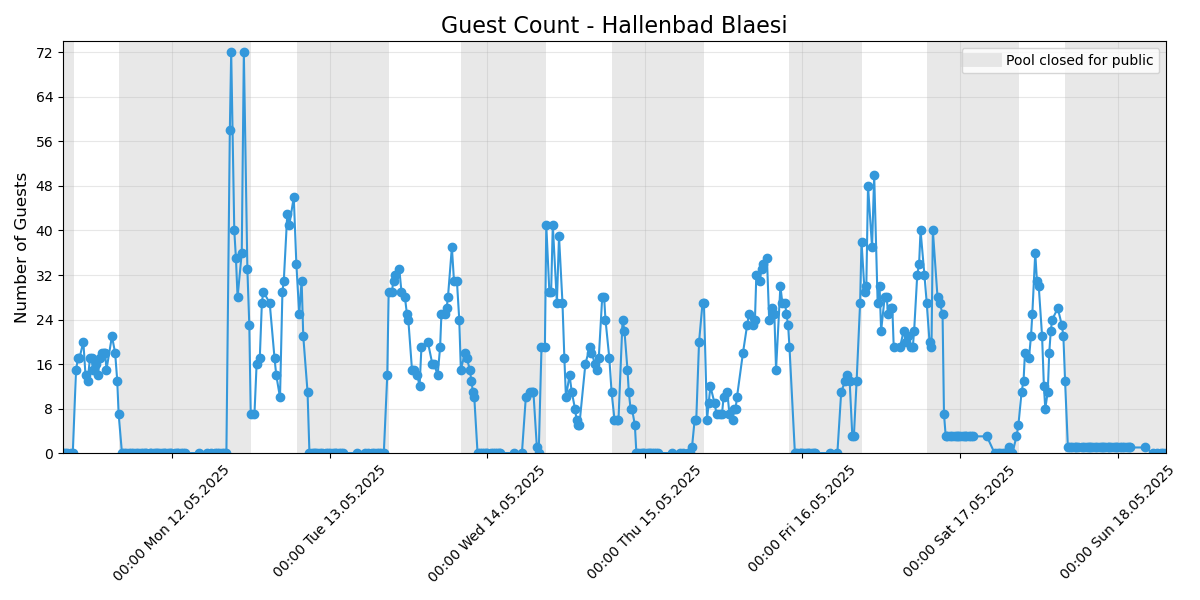 Guest Count - Hallenbad Blaesi
Pool closed for public
Number of Guests
72
64
56
48
40
32
24
16
8
0
00:00 Mon 12.05.2025
00:00 Tue 13.05.2025
00:00 Wed 14.05.2025
00:00 Thu 15.05.2025
00:00 Fri 16.05.2025
00:00 Sat 17.05.2025
00:00 Sun 18.05.2025